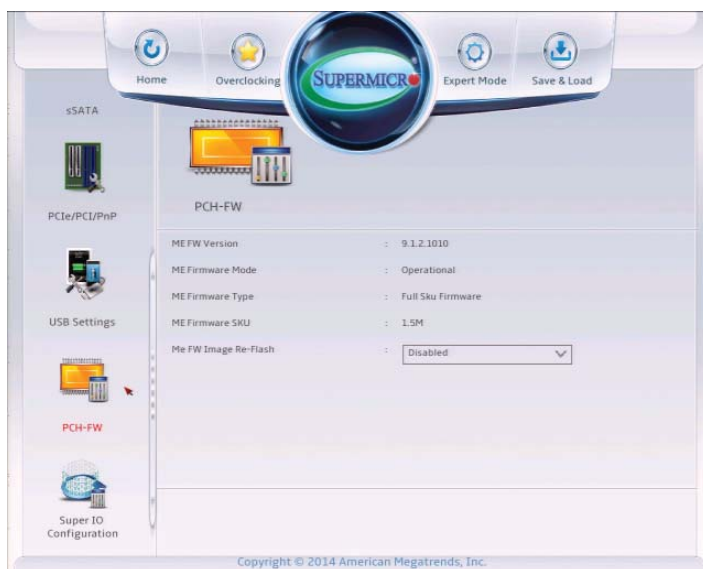 Home
Overclocking
SUPERMICRO
Expert Mode
Save & Load
sSATA
PCIe/PCI/PnP
USB Settings
PCH-FW
Super IO
Configuration
PCH-FW
ME FW Version : 9.1.2.1010
ME Firmware Mode : Operational
ME Firmware Type : Full Sku Firmware
ME Firmware SKU : 1.5M
Me FW Image Re-Flash : Disabled
Copyright © 2014 American Megatrends, Inc.